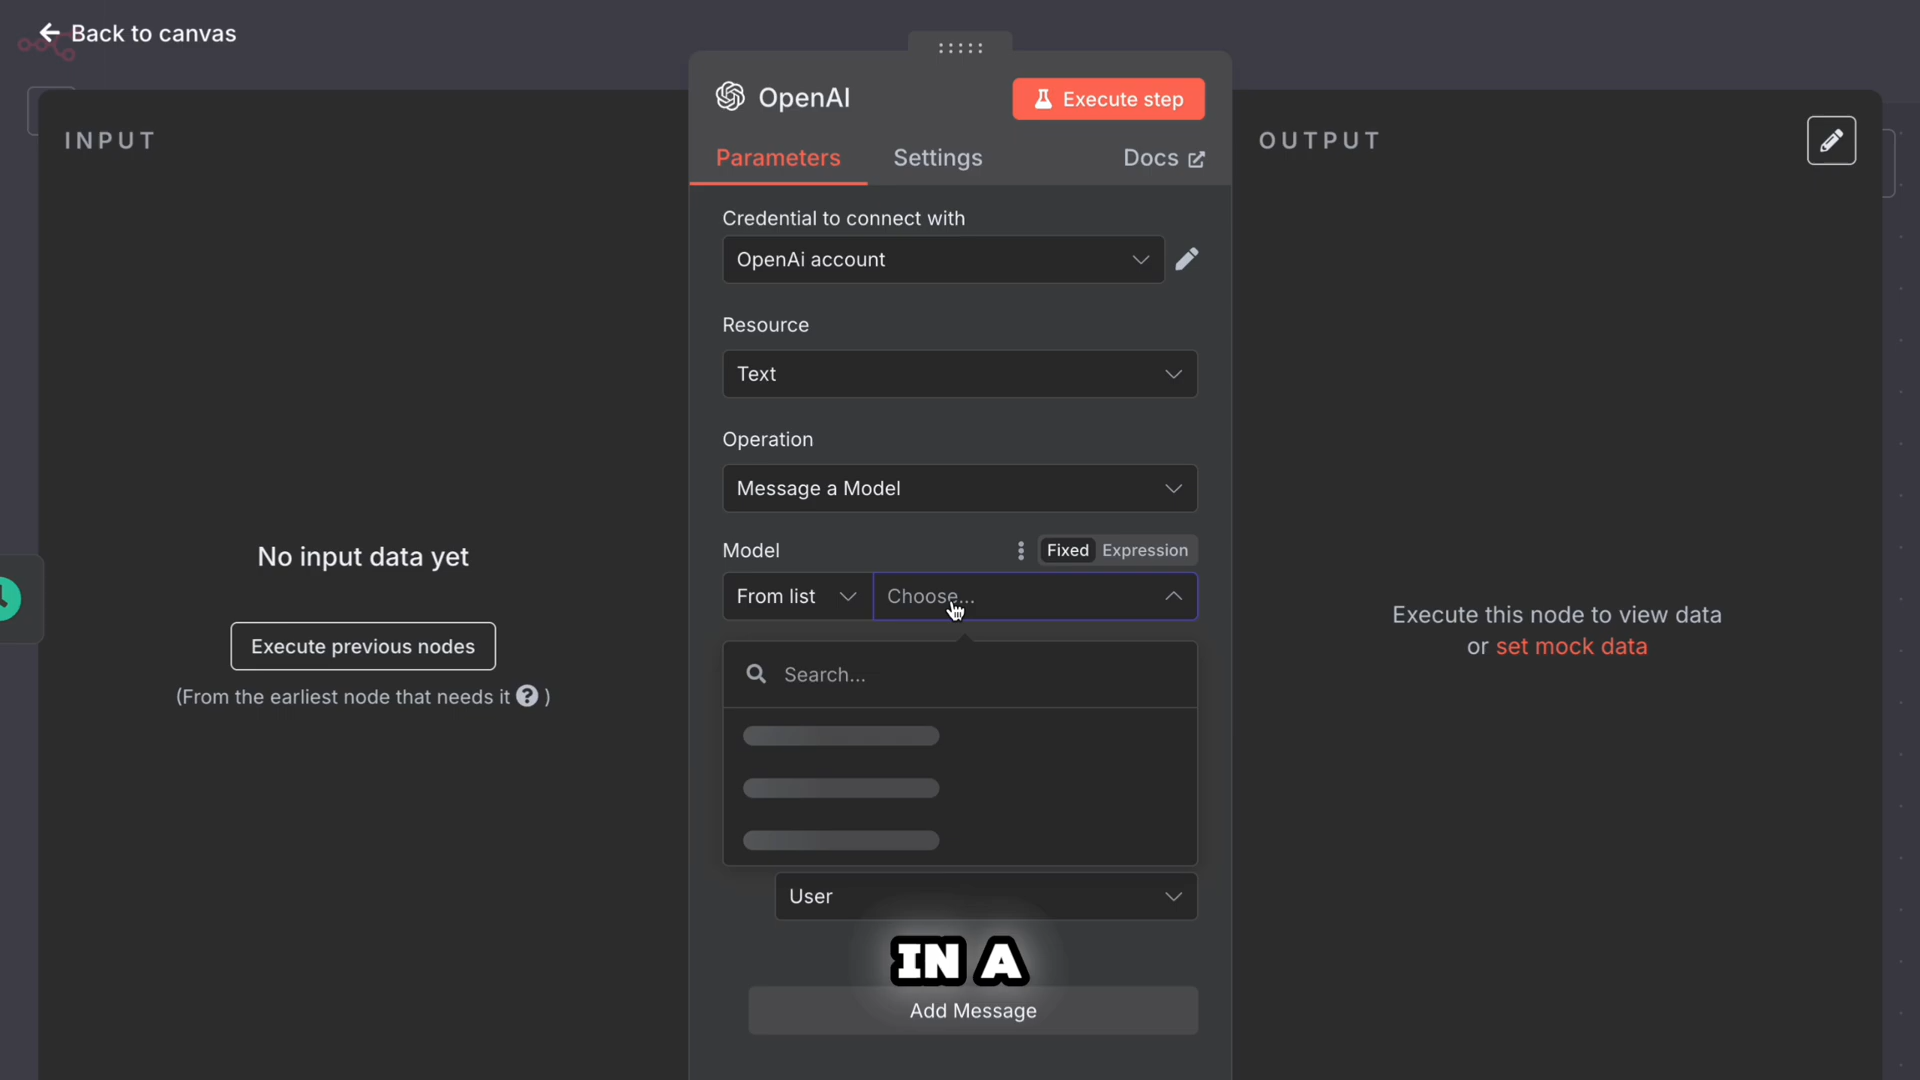 Back to canvas
OpenAI
Execute step
INPUT
OUTPUT
Parameters
Settings
Docs
Credential to connect with
OpenAi account
Resource
Text
Operation
Message a Model
Model
Fixed
Expression
From list
Choose...
Search...
User
IN A
Add Message
No input data yet
Execute previous nodes
(From the earliest node that needs it ? )
Execute this node to view data
or set mock data